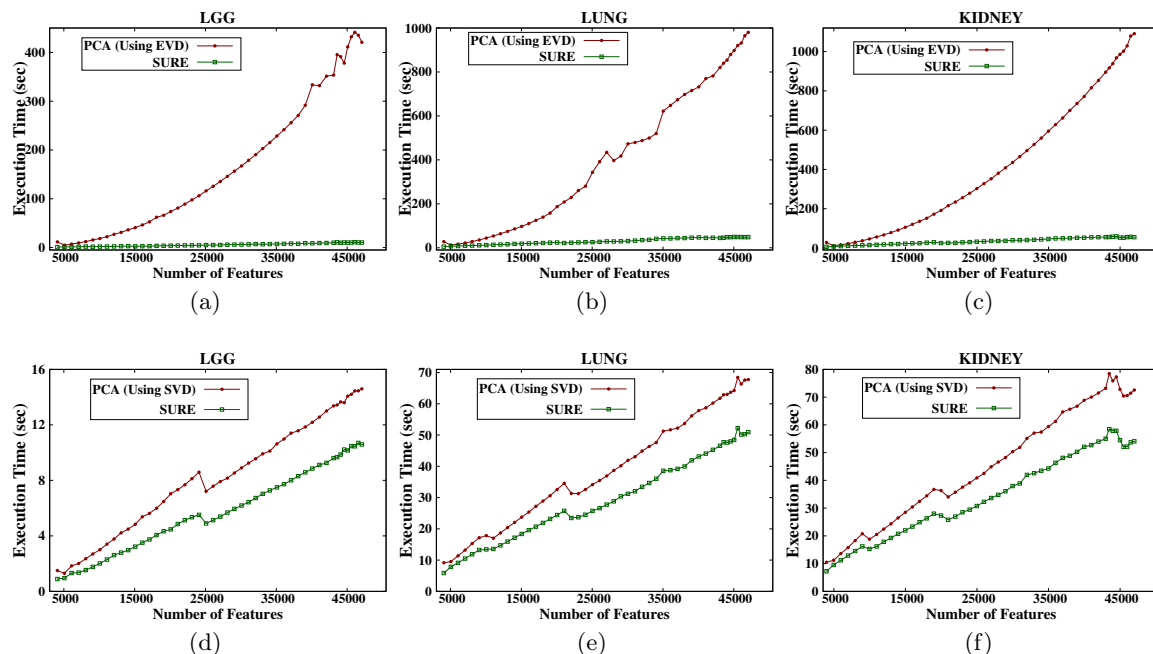 LGG
PCA (Using EVD)
SURE
Execution Time (sec)
400
300
200
100
0
5000 15000 25000 35000 45000
Number of Features
(a)
LUNG
PCA (Using EVD)
SURE
Execution Time (sec)
1000
800
600
400
200
0
5000 15000 25000 35000 45000
Number of Features
(b)
KIDNEY
PCA (Using EVD)
SURE
Execution Time (sec)
1000
800
600
400
200
0
5000 15000 25000 35000 45000
Number of Features
(c)
LGG
PCA (Using SVD)
SURE
Execution Time (sec)
16
12
8
4
0
5000 15000 25000 35000 45000
Number of Features
(d)
LUNG
PCA (Using SVD)
SURE
Execution Time (sec)
70
60
50
40
30
20
10
0
5000 15000 25000 35000 45000
Number of Features
(e)
KIDNEY
PCA (Using SVD)
SURE
Execution Time (sec)
80
70
60
50
40
30
20
10
0
5000 15000 25000 35000 45000
Number of Features
(f)